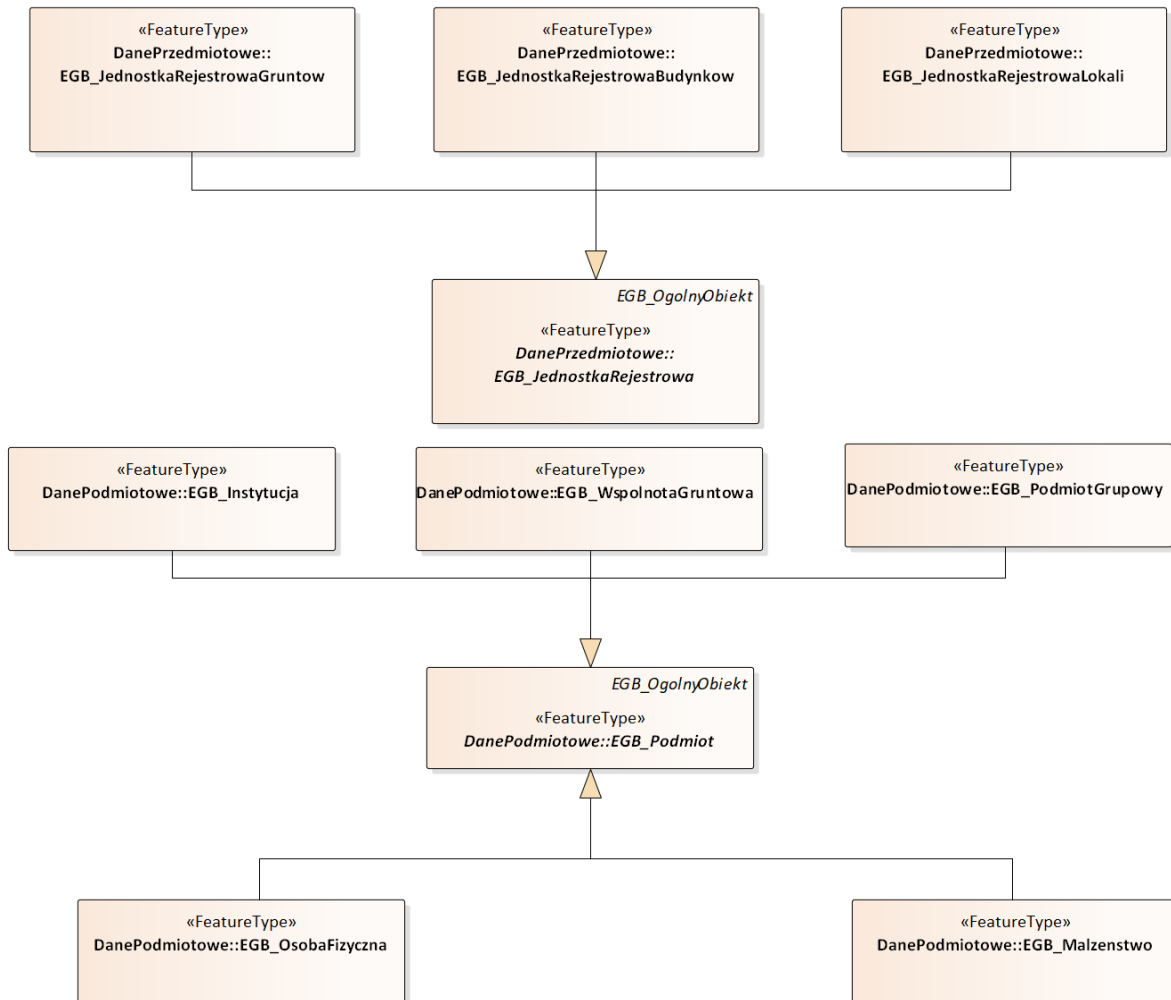 «FeatureType»
DanePrzedmiotowe::
EGB_JednostkaRejestrowaGruntow
«FeatureType»
DanePrzedmiotowe::
EGB_JednostkaRejestrowaBudynkow
«FeatureType»
DanePrzedmiotowe::
EGB_JednostkaRejestrowaLokali
EGB_OgolnyObiekt
«FeatureType»
DanePrzedmiotowe::
EGB_JednostkaRejestrowa
«FeatureType»
DanePodmiotowe::EGB_Instytucja
«FeatureType»
DanePodmiotowe::EGB_WspolnotaGruntowa
«FeatureType»
DanePodmiotowe::EGB_PodmiotGrupowy
EGB_OgolnyObiekt
«FeatureType»
DanePodmiotowe::EGB_Podmiot
«FeatureType»
DanePodmiotowe::EGB_OsobaFizyczna
«FeatureType»
DanePodmiotowe::EGB_Malzenstwo